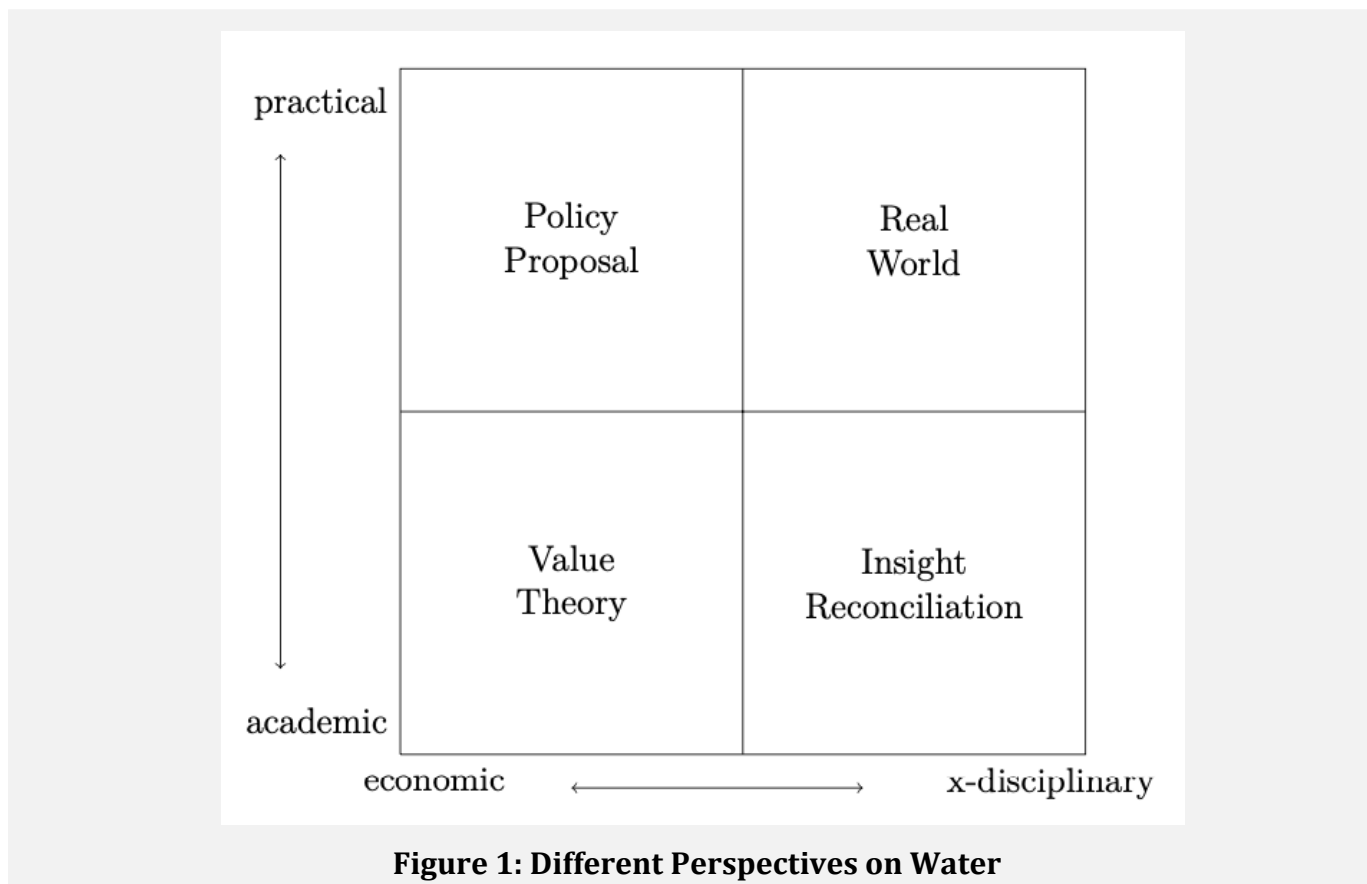 practical
Policy
Proposal
Real
World
Value
Theory
Insight
Reconciliation
academic
economic
x-disciplinary
Figure 1: Different Perspectives on Water